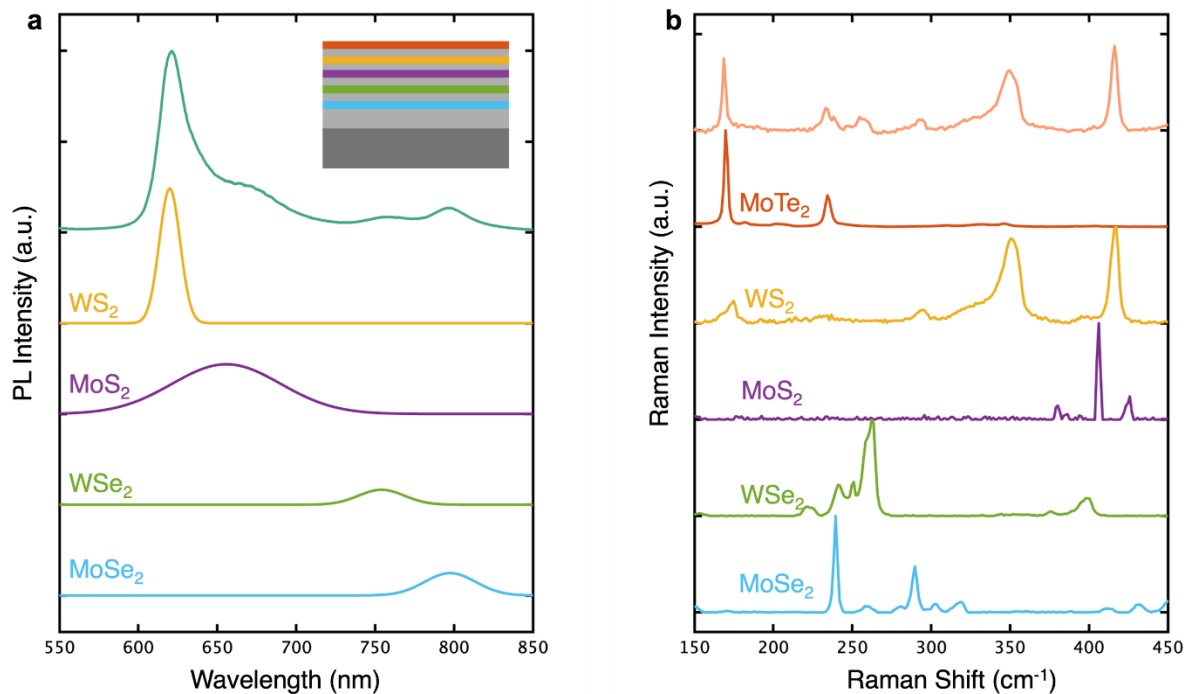 a
PL Intensity (a.u.)
WS₂
MoS₂
WSe₂
MoSe₂
550 600 650 700 750 800 850
Wavelength (nm)
b
Raman Intensity (a.u.)
MoTe₂
WS₂
MoS₂
WSe₂
MoSe₂
150 200 250 300 350 400 450
Raman Shift (cm⁻¹)